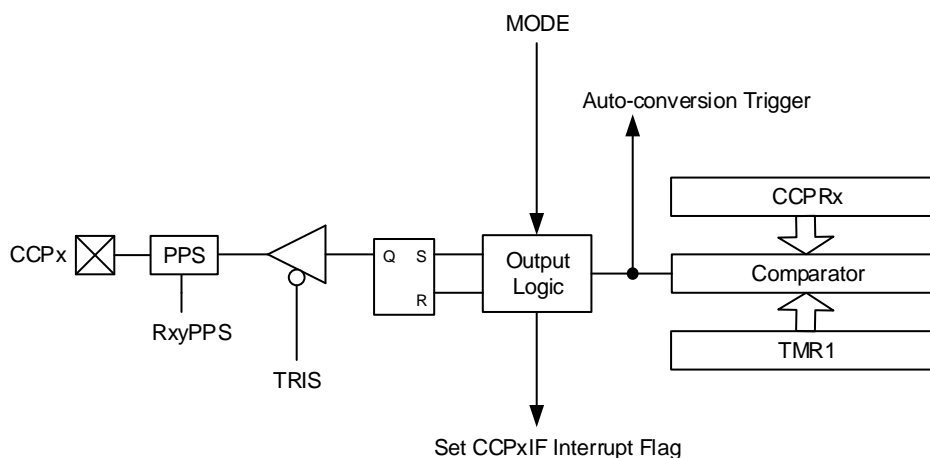 MODE
Auto-conversion Trigger
CCPRx
CCPx
PPS
Q
S
R
Output
Logic
Comparator
RxyPPS
TRIS
TMR1
Set CCPxIF Interrupt Flag